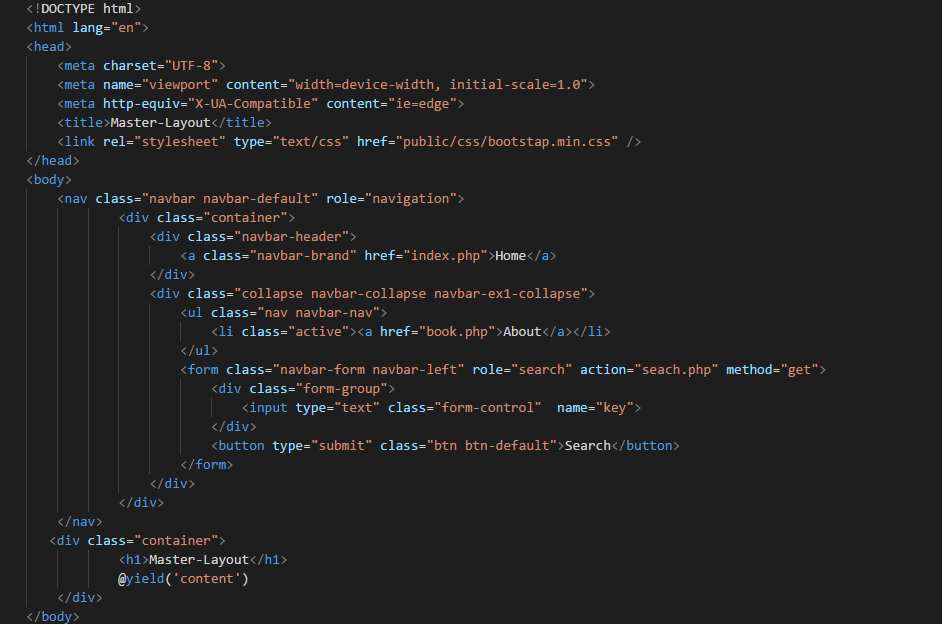 <!DOCTYPE html>
<html lang="en">
<head>
<meta charset="UTF-8">
<meta name="viewport" content="width=device-width, initial-scale=1.0">
<meta http-equiv="X-UA-Compatible" content="ie=edge">
<title>Master-Layout</title>
<link rel="stylesheet" type="text/css" href="public/css/bootstap.min.css" />
</head>
<body>
<nav class="navbar navbar-default" role="navigation">
<div class="container">
<div class="navbar-header">
<a class="navbar-brand" href="index.php">Home</a>
</div>
<div class="collapse navbar-collapse navbar-ex1-collapse">
<ul class="nav navbar-nav">
<li class="active"><a href="book.php">About</a></li>
</ul>
<form class="navbar-form navbar-left" role="search" action="seach.php" method="get">
<div class="form-group">
<input type="text" class="form-control"  name="key">
</div>
<button type="submit" class="btn btn-default">Search</button>
</form>
</div>
</div>
</nav>
<div class="container">
<h1>Master-Layout</h1>
@yield('content')
</div>
</body>